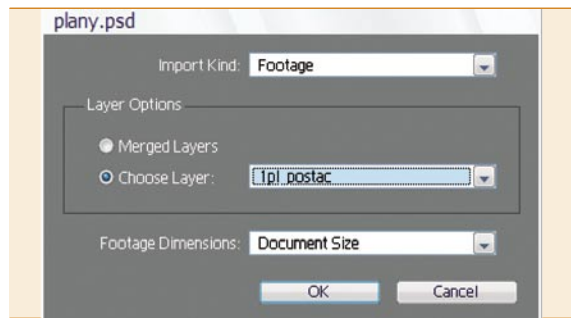 plany.psd
Import Kind: Footage
Layer Options
Merged Layers
Choose Layer: 1pl_postac
Footage Dimensions: Document Size
OK Cancel